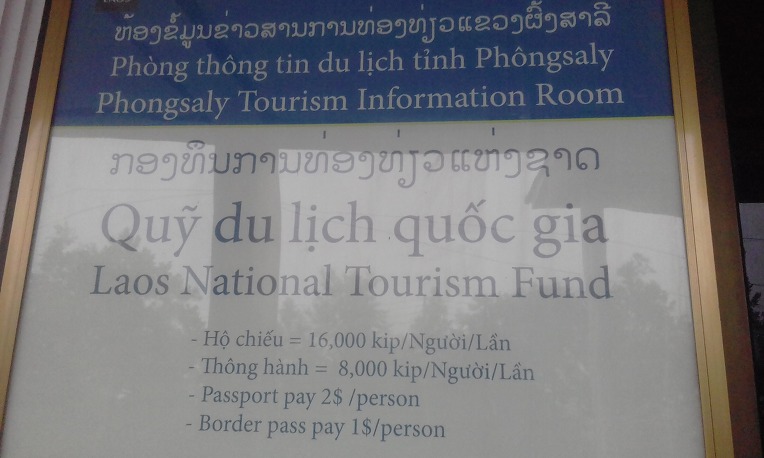 ຫ້ອງຂໍ້ມູນຂ່າວສານການທ່ອງທ່ຽວແຂວງຜົ້ງສາລີ
Phòng thông tin du lịch tỉnh Phôngsaly
Phongsaly Tourism Information Room
ກອງທຶນການທ່ອງທ່ຽວແຫ່ງຊາດ
Quỹ du lịch quốc gia
Laos National Tourism Fund
- Hộ chiếu = 16,000 kip/Người/Lần
- Thông hành = 8,000 kip/Người/Lần
- Passport pay 2$ /person
- Border pass pay 1$/person